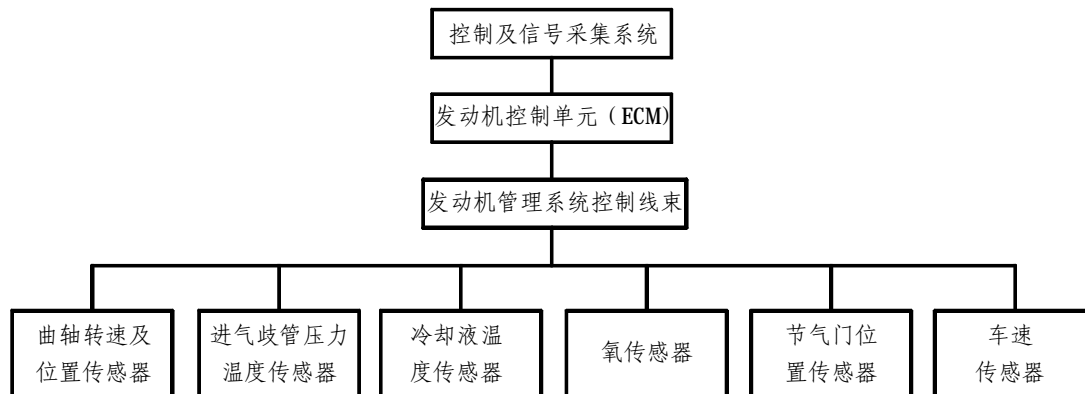 控制及信号采集系统
发动机控制单元（ECM)
发动机管理系统控制线束
曲轴转速及
位置传感器
进气歧管压力
温度传感器
冷却液温
度传感器
氧传感器
节气门位
置传感器
车速
传感器